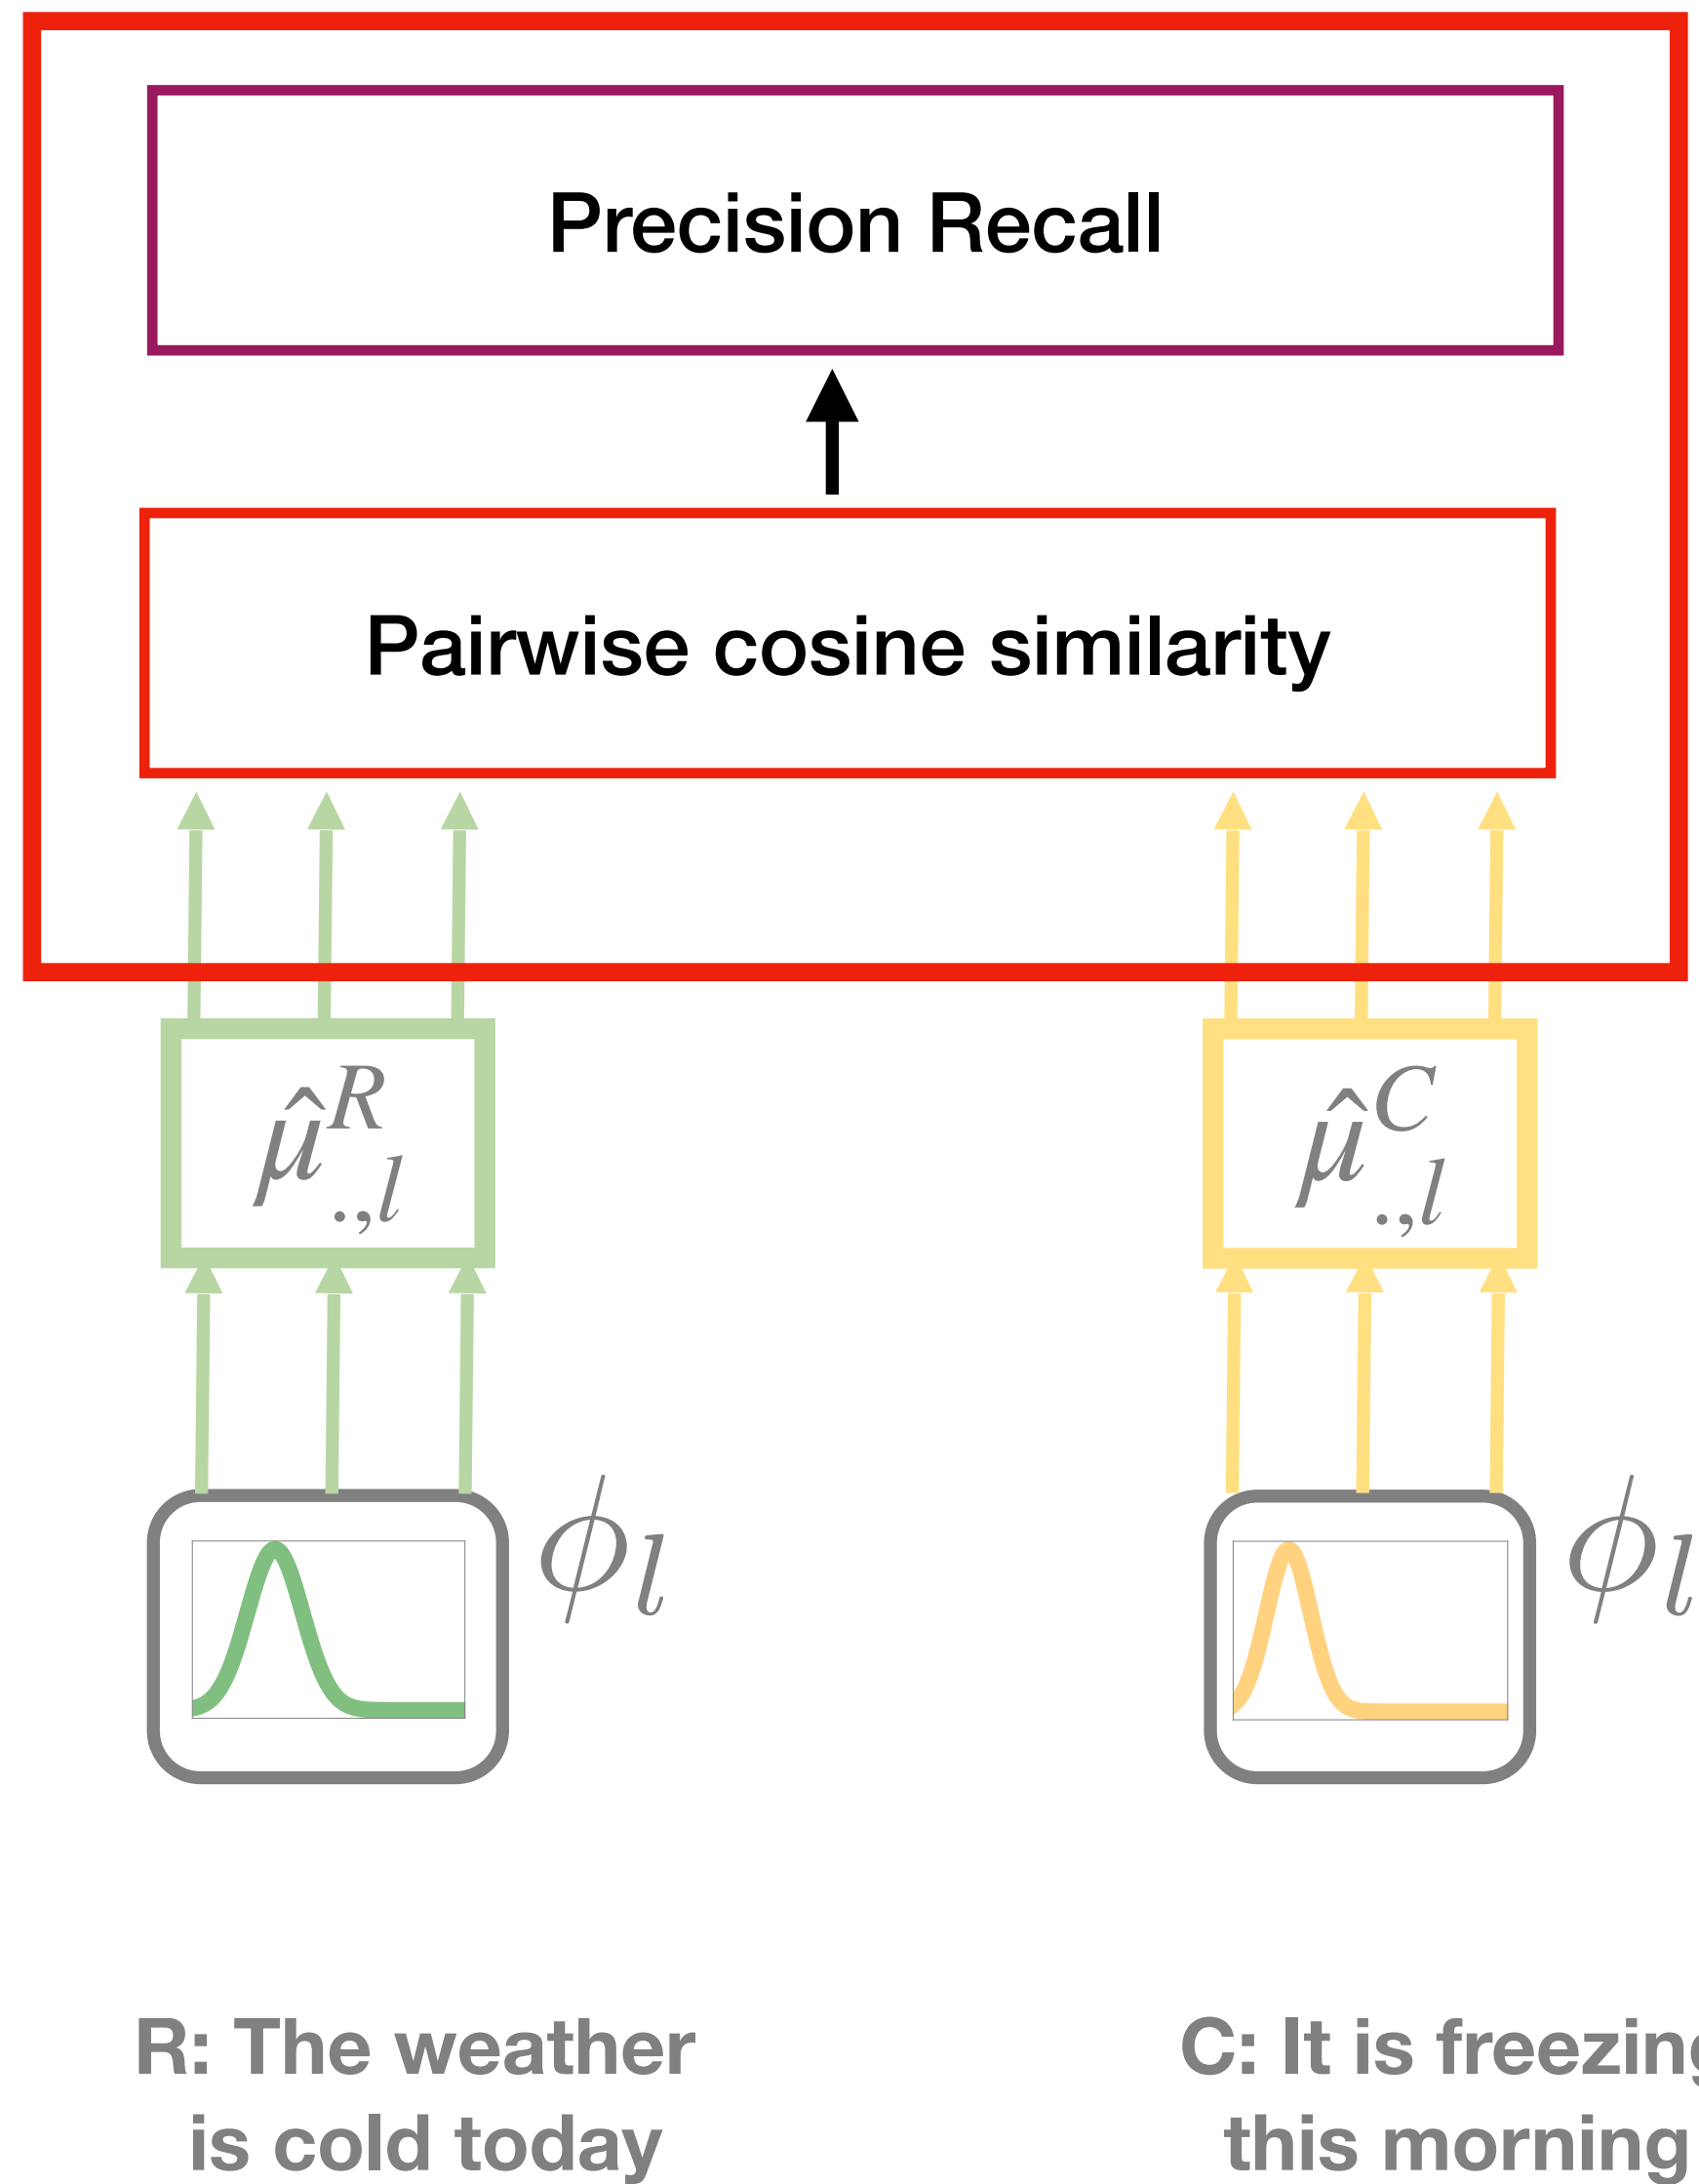 Precision Recall
Pairwise cosine similarity
μ̂^R_{.,l}
μ̂^C_{.,l}
ϕ_l
ϕ_l
R: The weather
is cold today
C: It is freezing
this morning